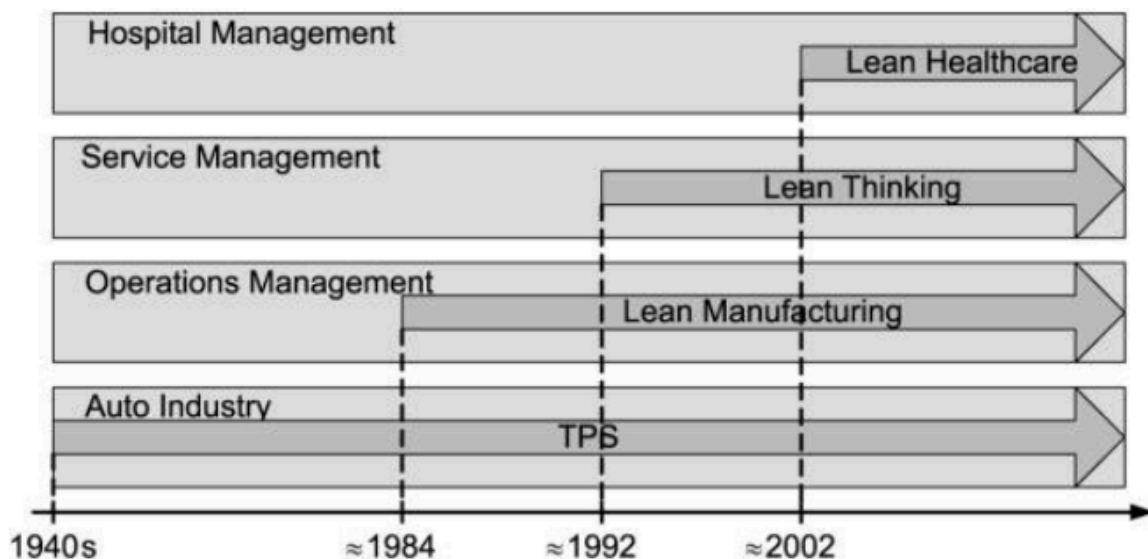 Hospital Management
Lean Healthcare
Service Management
Lean Thinking
Operations Management
Lean Manufacturing
Auto Industry
TPS
1940s ≈1984 ≈1992 ≈2002